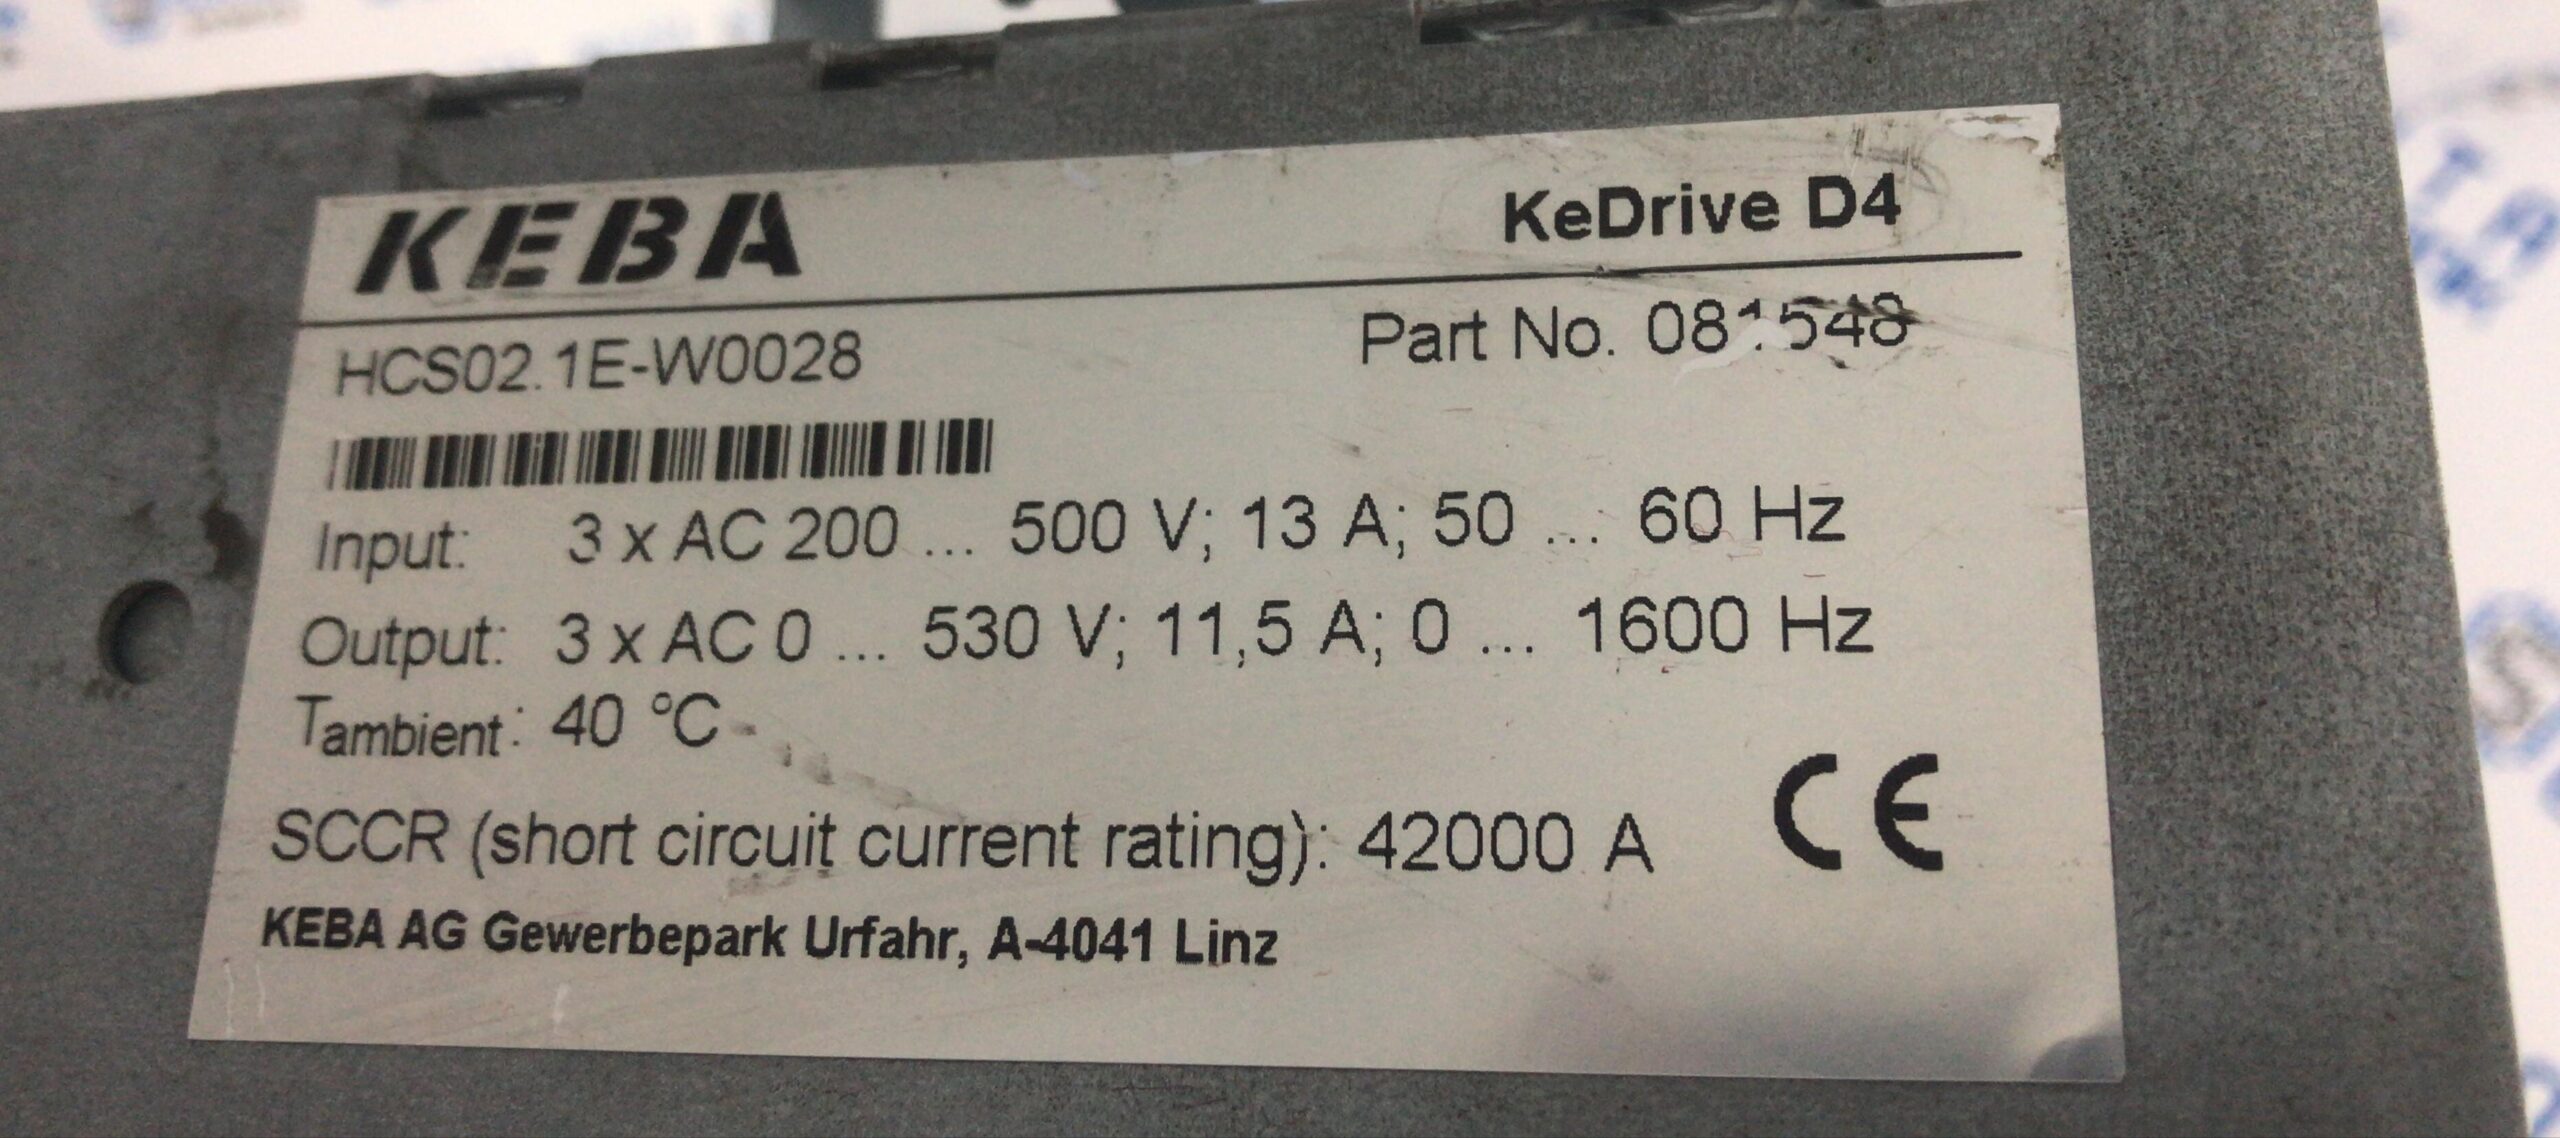 KEBA KeDrive D4
HCS02.1E-W0028 Part No. 081548
Input: 3 x AC 200 ... 500 V; 13 A; 50 ... 60 Hz
Output: 3 x AC 0 ... 530 V; 11,5 A; 0 ... 1600 Hz
Tambient: 40 °C
SCCR (short circuit current rating): 42000 A CE
KEBA AG Gewerbepark Urfahr, A-4041 Linz